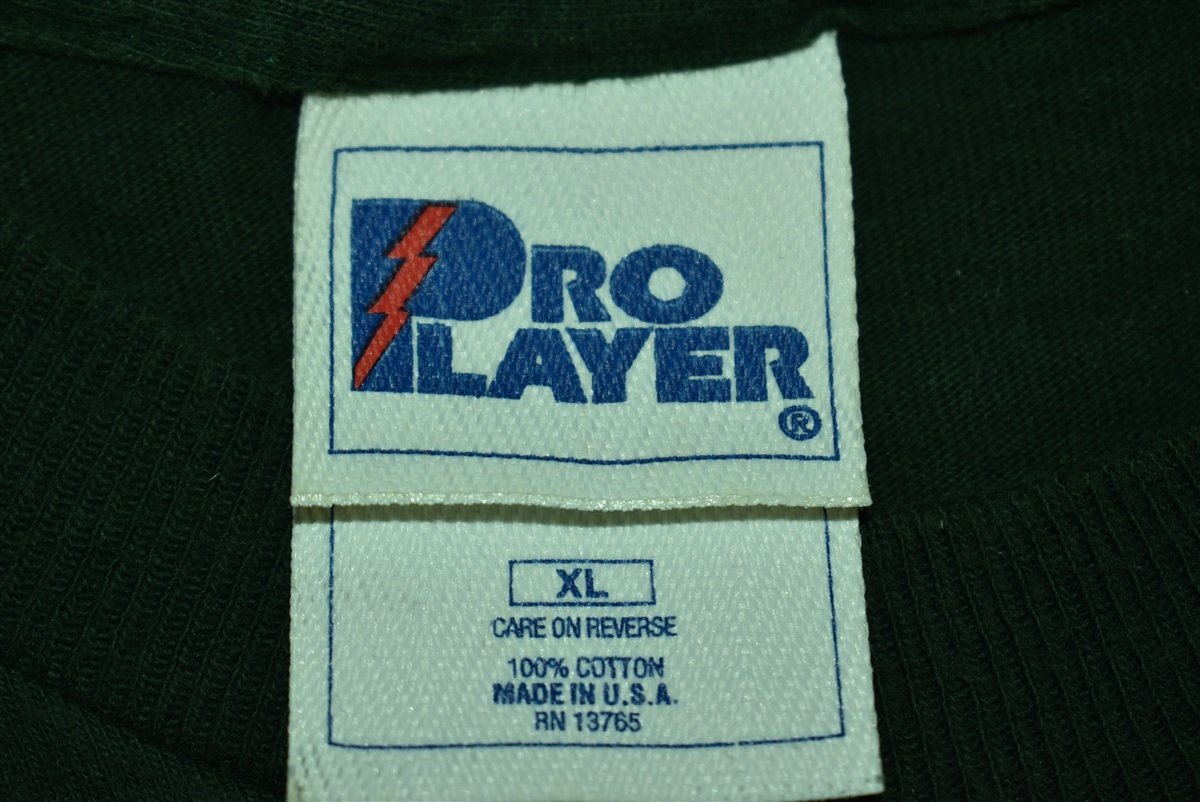 PRO
PLAYER
®
XL
CARE ON REVERSE
100% COTTON
MADE IN U.S.A.
RN 13765